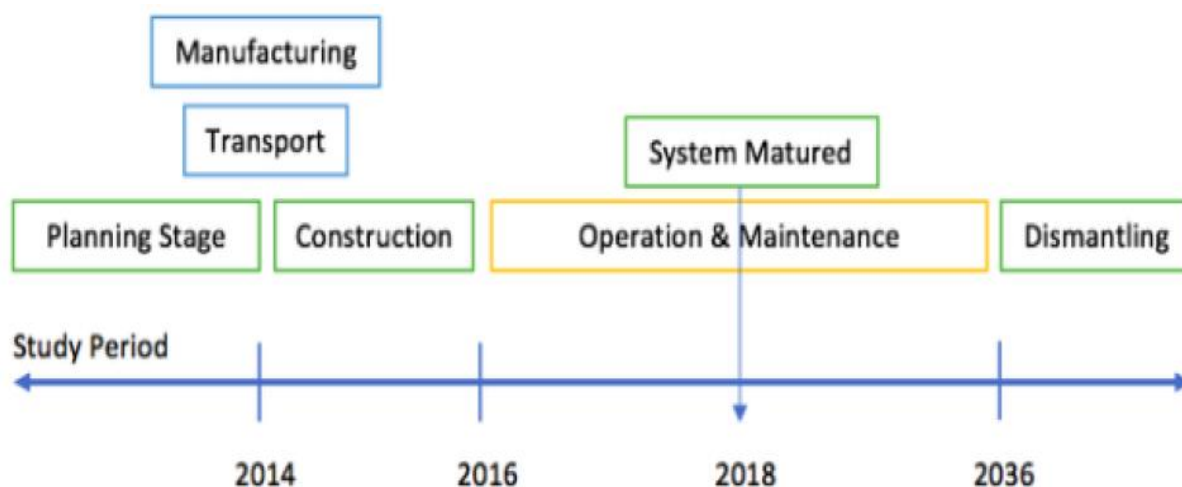 Manufacturing
Transport
System Matured
Planning Stage
Construction
Operation & Maintenance
Dismantling
Study Period
2014
2016
2018
2036